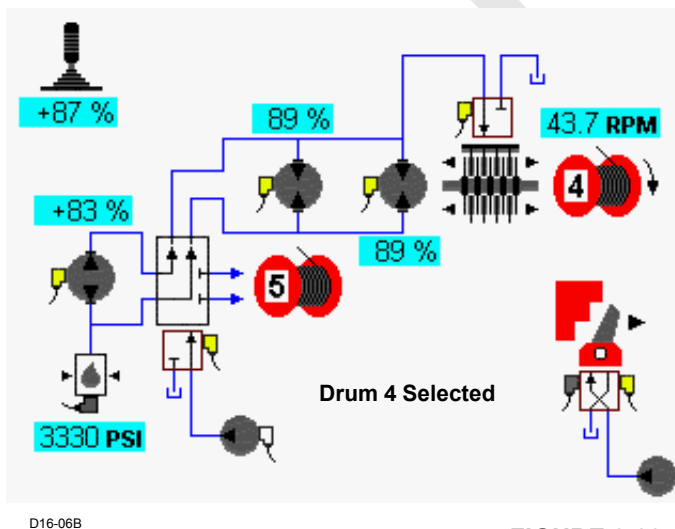 +87 %
89 %
43.7 RPM
4
+83 %
89 %
5
Drum 4 Selected
3330 PSI
D16-06B